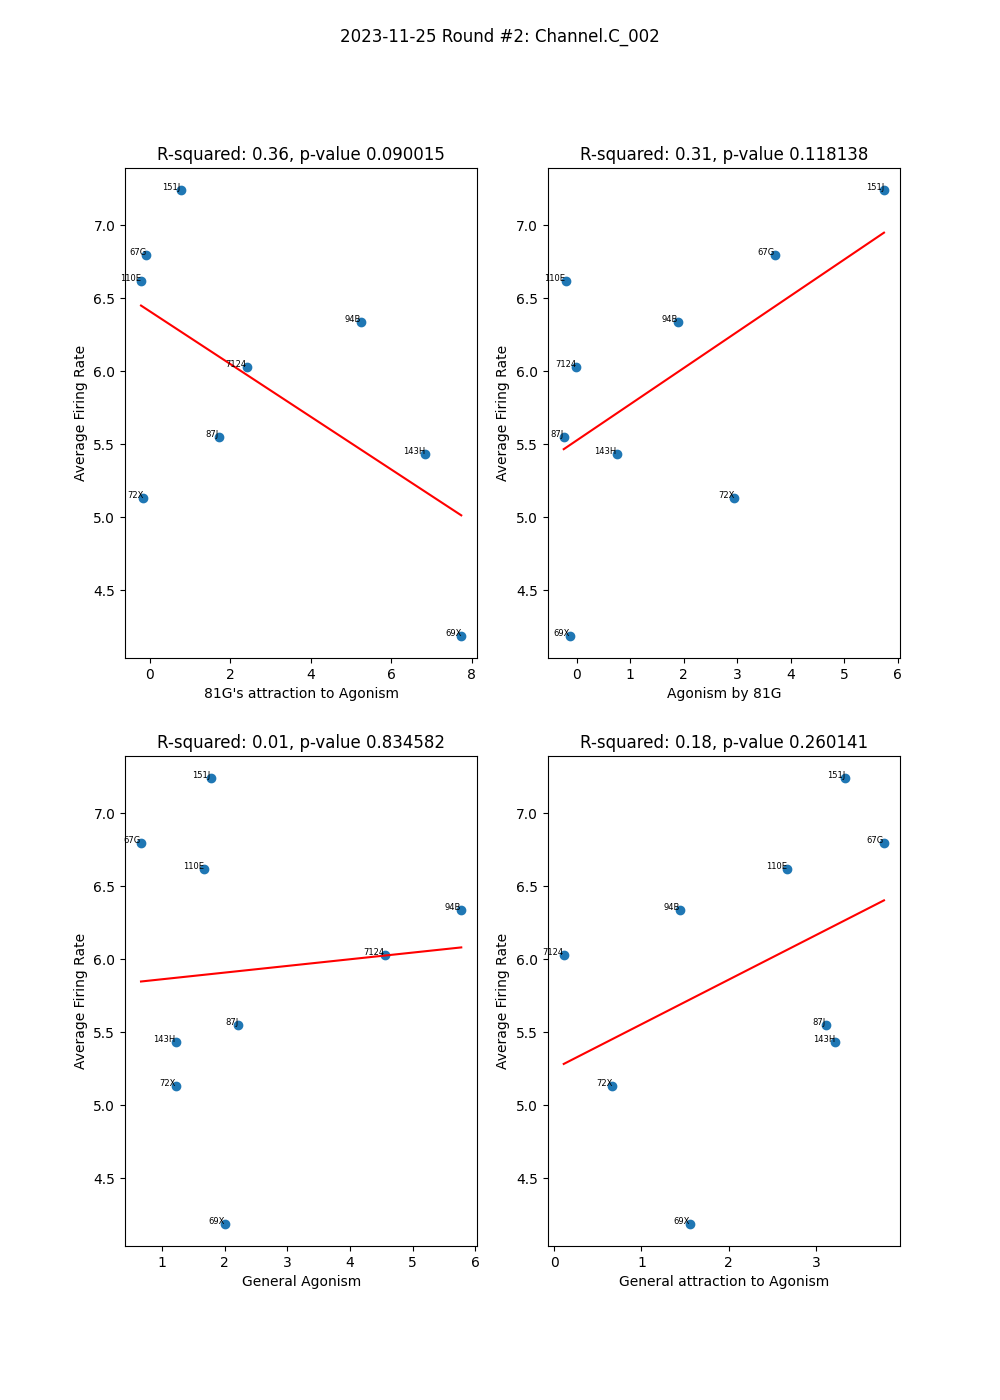 2023-11-25 Round #2: Channel.C_002
R-squared: 0.36, p-value 0.090015
151J
67G
110E
94B
7124
87J
143H
72X
69X
7.0
6.5
6.0
5.5
5.0
4.5
Average Firing Rate
0 2 4 6 8
81G's attraction to Agonism
R-squared: 0.31, p-value 0.118138
151J
67G
110E
94B
7124
87J
143H
72X
69X
7.0
6.5
6.0
5.5
5.0
4.5
Average Firing Rate
0 1 2 3 4 5 6
Agonism by 81G
R-squared: 0.01, p-value 0.834582
151J
67G
110E
94B
7124
87J
143H
72X
69X
7.0
6.5
6.0
5.5
5.0
4.5
Average Firing Rate
1 2 3 4 5 6
General Agonism
R-squared: 0.18, p-value 0.260141
151J
67G
110E
94B
7124
87J
143H
72X
69X
7.0
6.5
6.0
5.5
5.0
4.5
Average Firing Rate
0 1 2 3
General attraction to Agonism